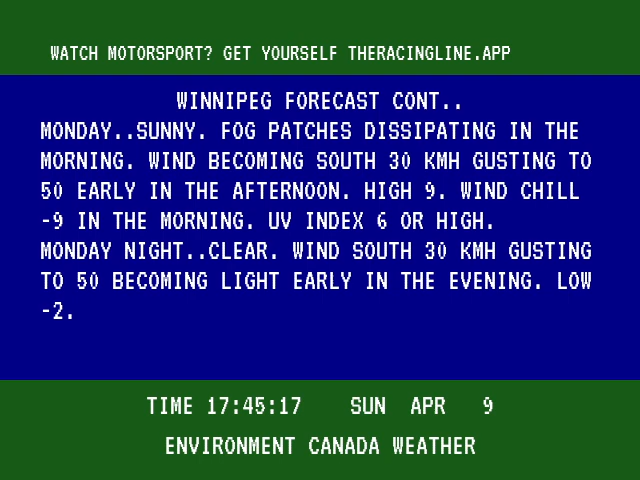 WATCH MOTORSPORT? GET YOURSELF THERACINGLINE.APP
WINNIPEG FORECAST CONT..
MONDAY..SUNNY. FOG PATCHES DISSIPATING IN THE
MORNING. WIND BECOMING SOUTH 30 KMH GUSTING TO
50 EARLY IN THE AFTERNOON. HIGH 9. WIND CHILL
-9 IN THE MORNING. UV INDEX 6 OR HIGH.
MONDAY NIGHT..CLEAR. WIND SOUTH 30 KMH GUSTING
TO 50 BECOMING LIGHT EARLY IN THE EVENING. LOW
-2.
TIME 17:45:17 SUN APR 9
ENVIRONMENT CANADA WEATHER